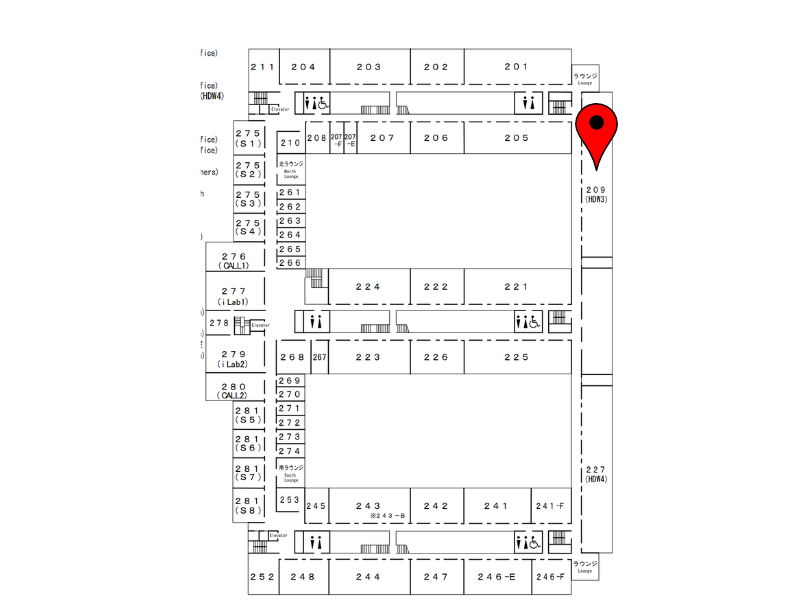 fice)
fice)
(HDW4)
fice)
fice)
ners)
h
211
204
203
202
201
ラウンジ
Lounge
Elevator
275
(S1)
210
208
207
-F
207
-E
207
206
205
275
(S2)
北ラウンジ
North
Lounge
209
(HDW3)
275
(S3)
261
262
275
(S4)
263
264
265
266
276
(CALL1)
277
(iLab1)
224
222
221
278
Elevator
279
(iLab2)
268
267
223
226
225
280
(CALL2)
269
270
281
(S5)
271
272
281
(S6)
273
274
281
(S7)
南ラウンジ
South
Lounge
227
(HDW4)
281
(S8)
253
245
243
※243-B
242
241
241-F
Elevator
252
248
244
247
246-E
246-F
ラウンジ
Lounge